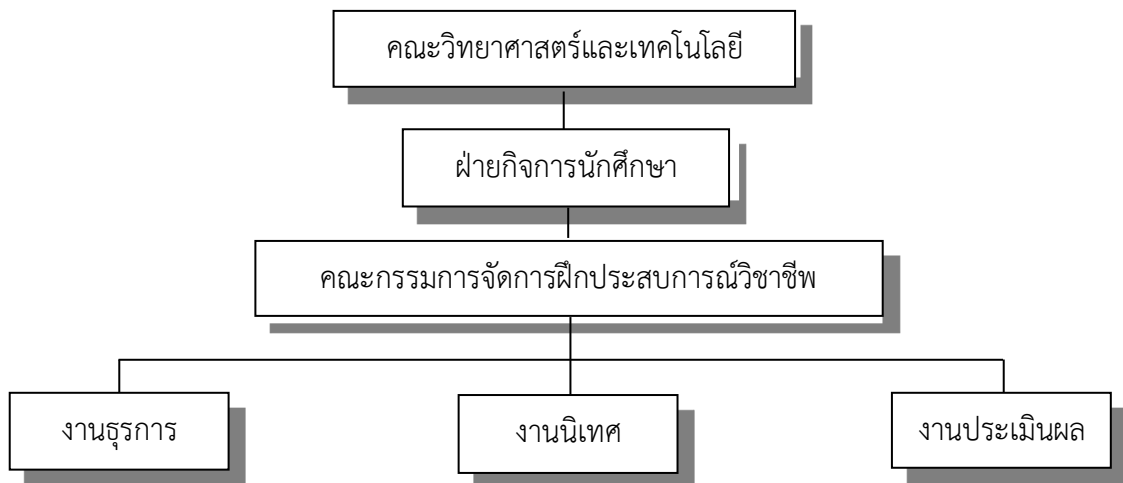 คณะวิทยาศาสตร์และเทคโนโลยี
ฝ่ายกิจการนักศึกษา
คณะกรรมการจัดการฝึกประสบการณ์วิชาชีพ
งานธุรการ
งานนิเทศ
งานประเมินผล